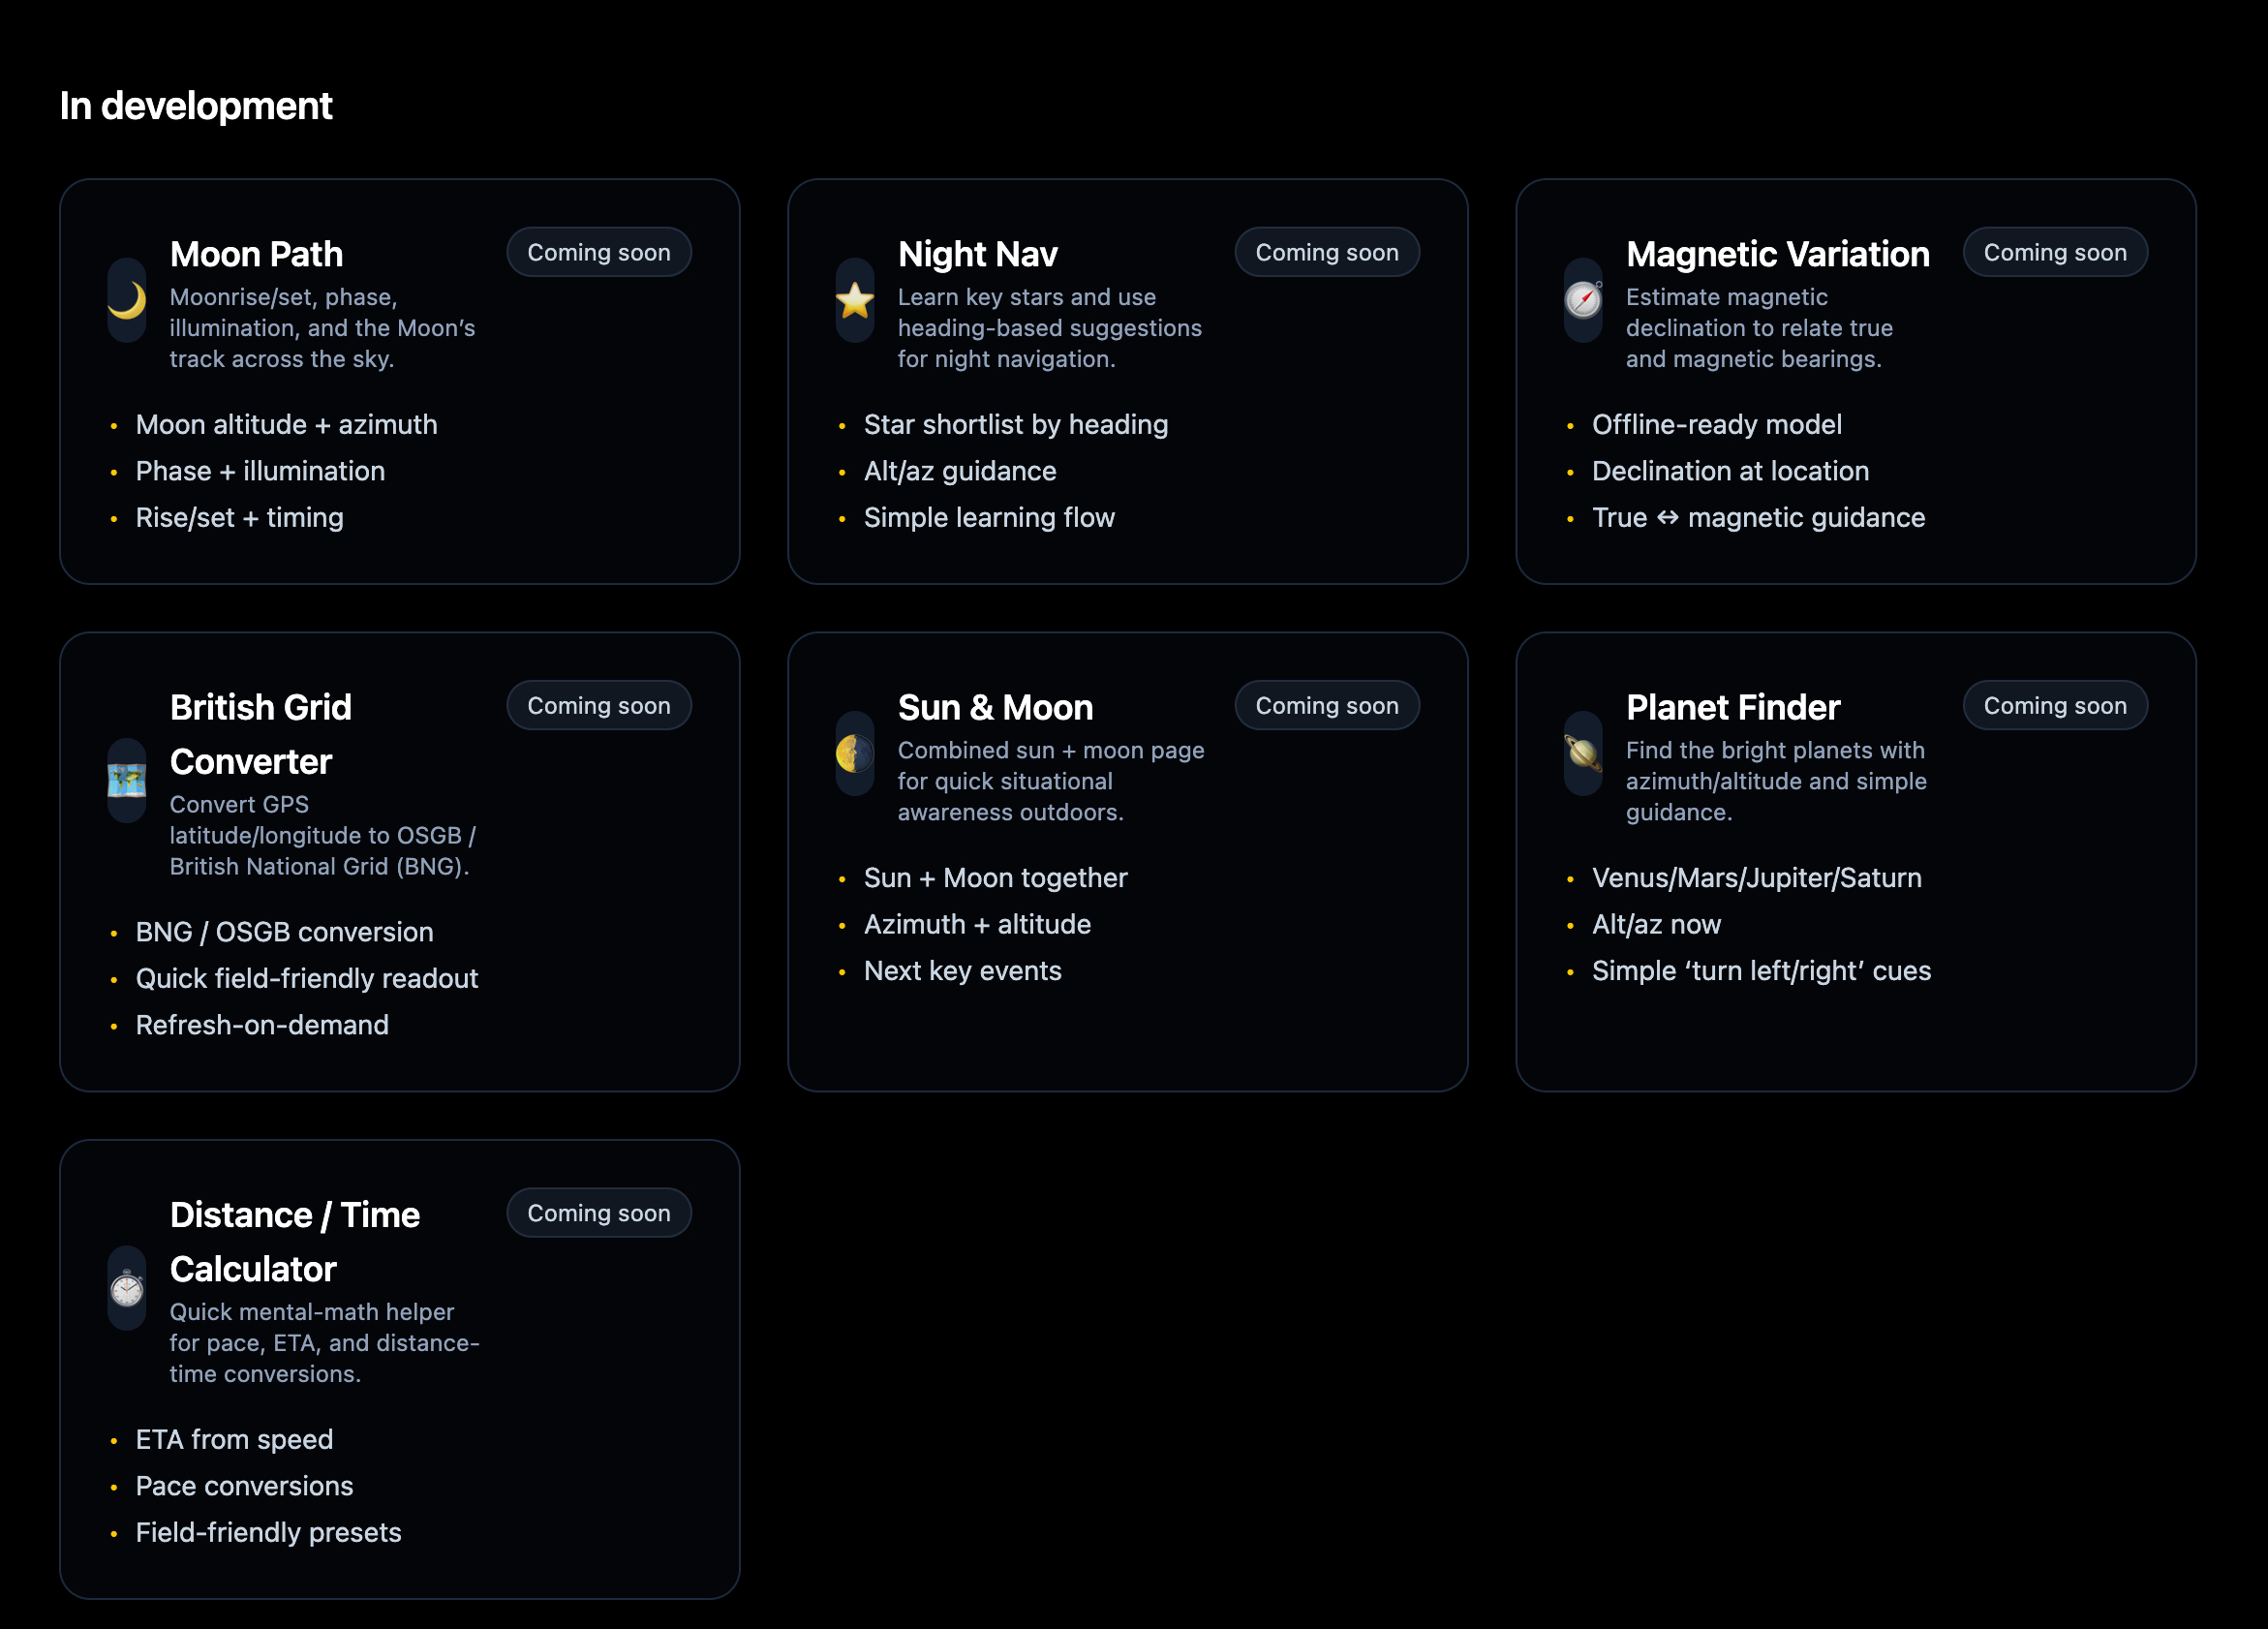 In development
Moon Path
Coming soon
Moonrise/set, phase,
illumination, and the Moon’s
track across the sky.
• Moon altitude + azimuth
• Phase + illumination
• Rise/set + timing
Night Nav
Coming soon
Learn key stars and use
heading-based suggestions
for night navigation.
• Star shortlist by heading
• Alt/az guidance
• Simple learning flow
Magnetic Variation
Coming soon
Estimate magnetic
declination to relate true
and magnetic bearings.
• Offline-ready model
• Declination at location
• True ↔ magnetic guidance
British Grid
Converter
Coming soon
Convert GPS
latitude/longitude to OSGB /
British National Grid (BNG).
• BNG / OSGB conversion
• Quick field-friendly readout
• Refresh-on-demand
Sun & Moon
Coming soon
Combined sun + moon page
for quick situational
awareness outdoors.
• Sun + Moon together
• Azimuth + altitude
• Next key events
Planet Finder
Coming soon
Find the bright planets with
azimuth/altitude and simple
guidance.
• Venus/Mars/Jupiter/Saturn
• Alt/az now
• Simple ‘turn left/right’ cues
Distance / Time
Calculator
Coming soon
Quick mental-math helper
for pace, ETA, and distance-
time conversions.
• ETA from speed
• Pace conversions
• Field-friendly presets